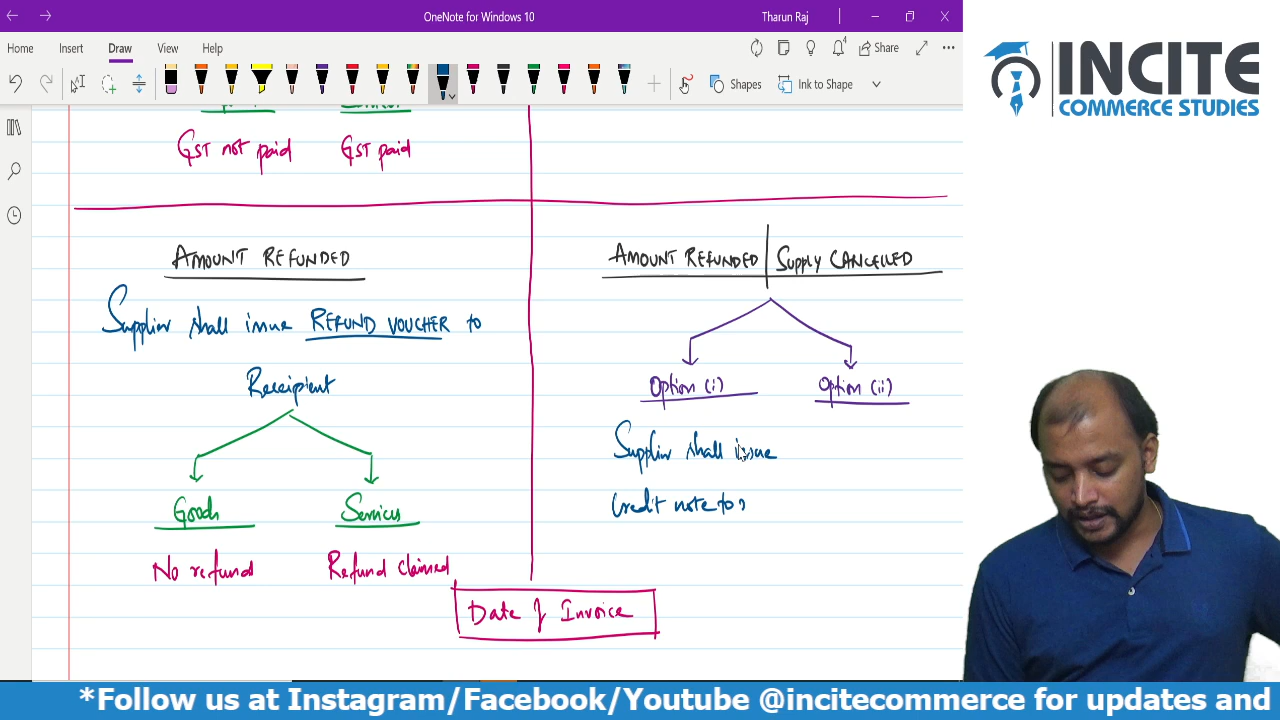 OneNote for Windows 10
Tharun Raj
Home Insert Draw View Help
4
Share
Shapes
Ink to Shape
INCITE
COMMERCE STUDIES
GST not paid GST paid
AMOUNT REFUNDED
Supplier shall issue REFUND VOUCHER to
Receipient
Goods Services
No refund Refund claimed
AMOUNT REFUNDED SUPPLY CANCELLED
Option (i) Option (ii)
Supplier shall issue
Credit note to
Date of Invoice
*Follow us at Instagram/Facebook/Youtube @incitecommerce for updates and